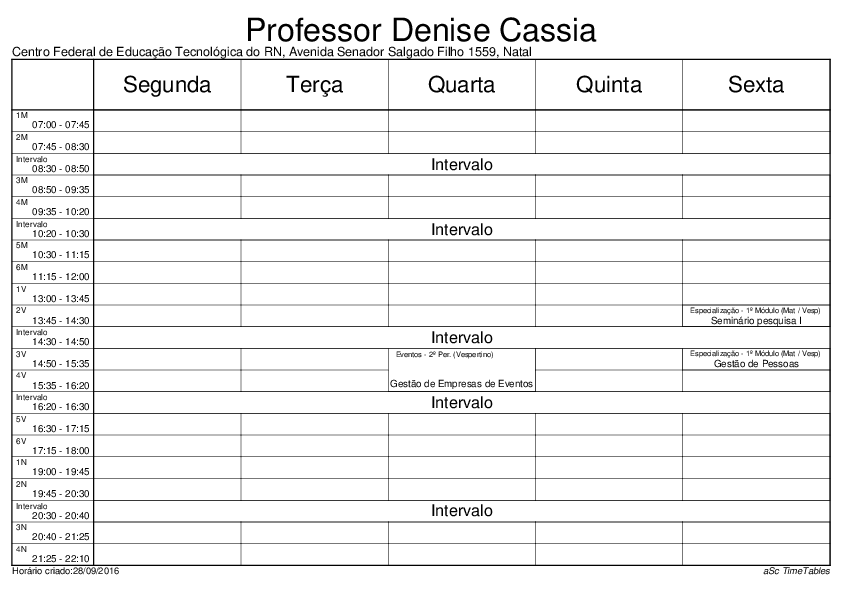 Professor Denise Cassia
Centro Federal de Educação Tecnológica do RN, Avenida Senador Salgado Filho 1559, Natal
Segunda Terça Quarta Quinta Sexta
1M
07:00 - 07:45
2M
07:45 - 08:30
Intervalo
08:30 - 08:50
Intervalo
3M
08:50 - 09:35
4M
09:35 - 10:20
Intervalo
10:20 - 10:30
Intervalo
5M
10:30 - 11:15
6M
11:15 - 12:00
1V
13:00 - 13:45
2V
13:45 - 14:30
Especialização - 1º Módulo (Mat / Vesp)
Seminário pesquisa I
Intervalo
14:30 - 14:50
Intervalo
3V
14:50 - 15:35
Eventos - 2º Per. (Vespertino)
Especialização - 1º Módulo (Mat / Vesp)
Gestão de Pessoas
4V
15:35 - 16:20
Gestão de Empresas de Eventos
Intervalo
16:20 - 16:30
Intervalo
5V
16:30 - 17:15
6V
17:15 - 18:00
1N
19:00 - 19:45
2N
19:45 - 20:30
Intervalo
20:30 - 20:40
Intervalo
3N
20:40 - 21:25
4N
21:25 - 22:10
Horário criado:28/09/2016
aSc TimeTables